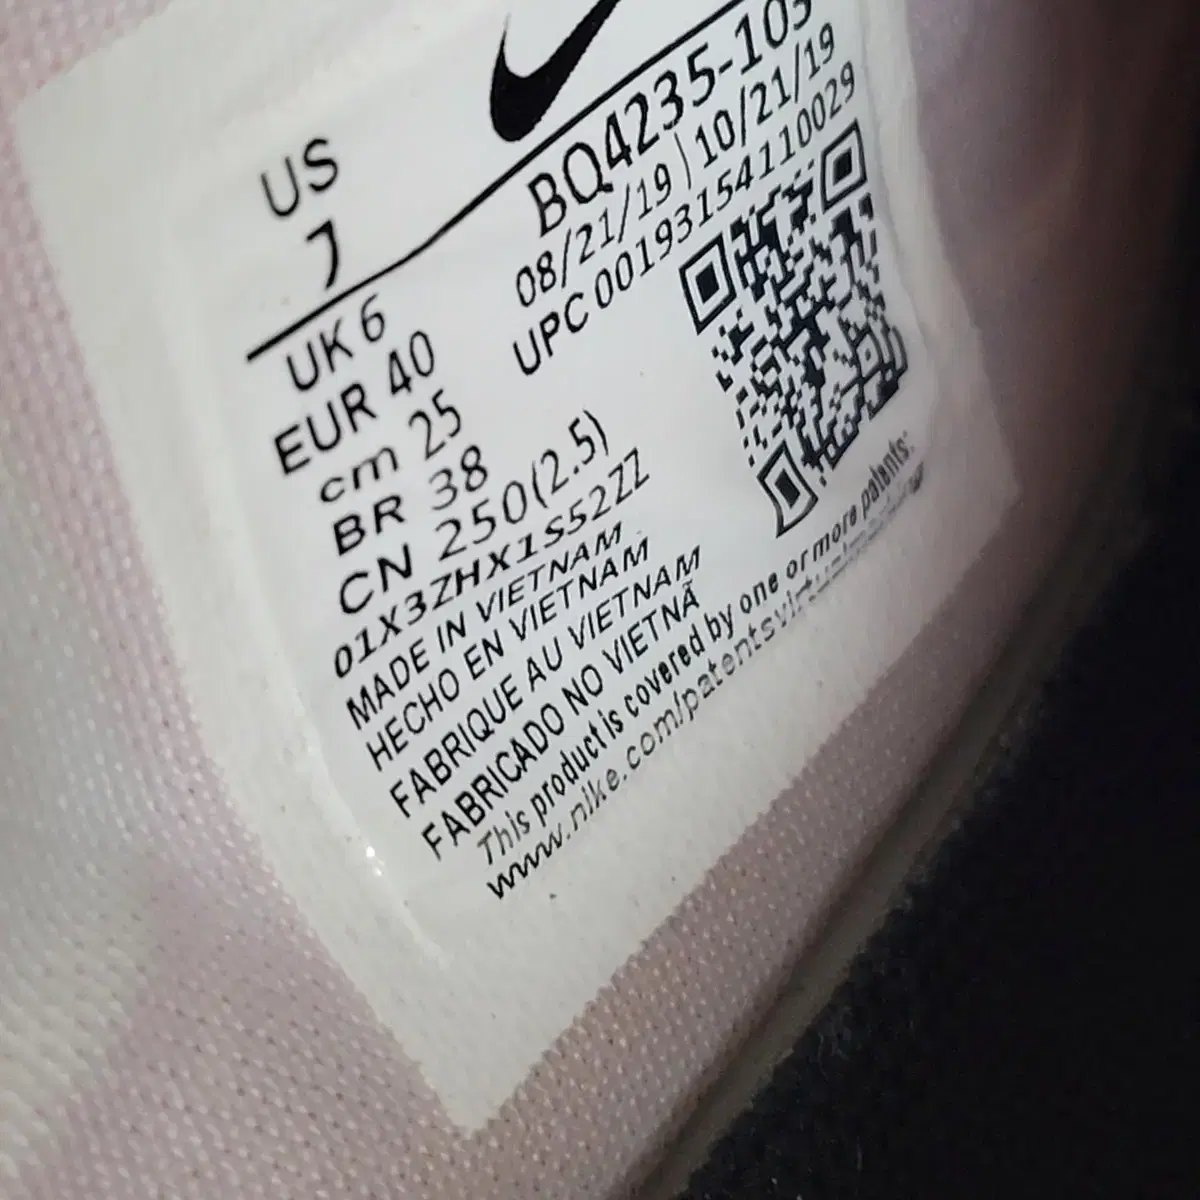 US
7
BQ4235-103
08/21/19 | 10/21/19
UPC 00193154110029
UK 6
EUR 40
cm 25
BR 38
CN 250(2.5)
01X3ZHX1S52ZZ
MADE IN VIETNAM
HECHO EN VIETNAM
FABRIQUE AU VIETNAM
FABRICADO NO VIETNÃ
This product is covered by one or more patents.
www.nike.com/patents